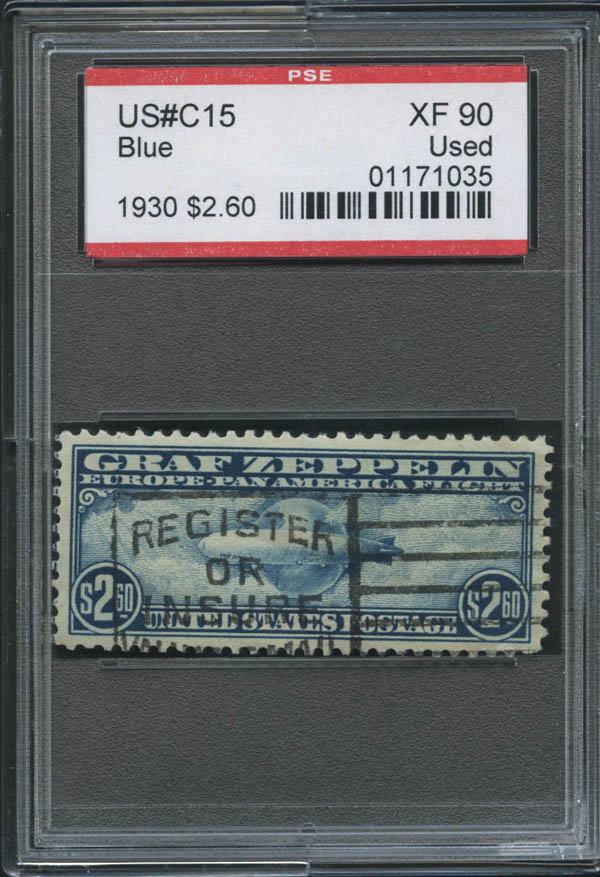 PSE
US#C15 XF 90
Blue Used
01171035
1930 $2.60
GRAF ZEPPELIN
EUROPE-PAN AMERICA FLIGHT
REGISTER
OR
INSURE
$2.60 UNITED STATES POSTAGE $2.60